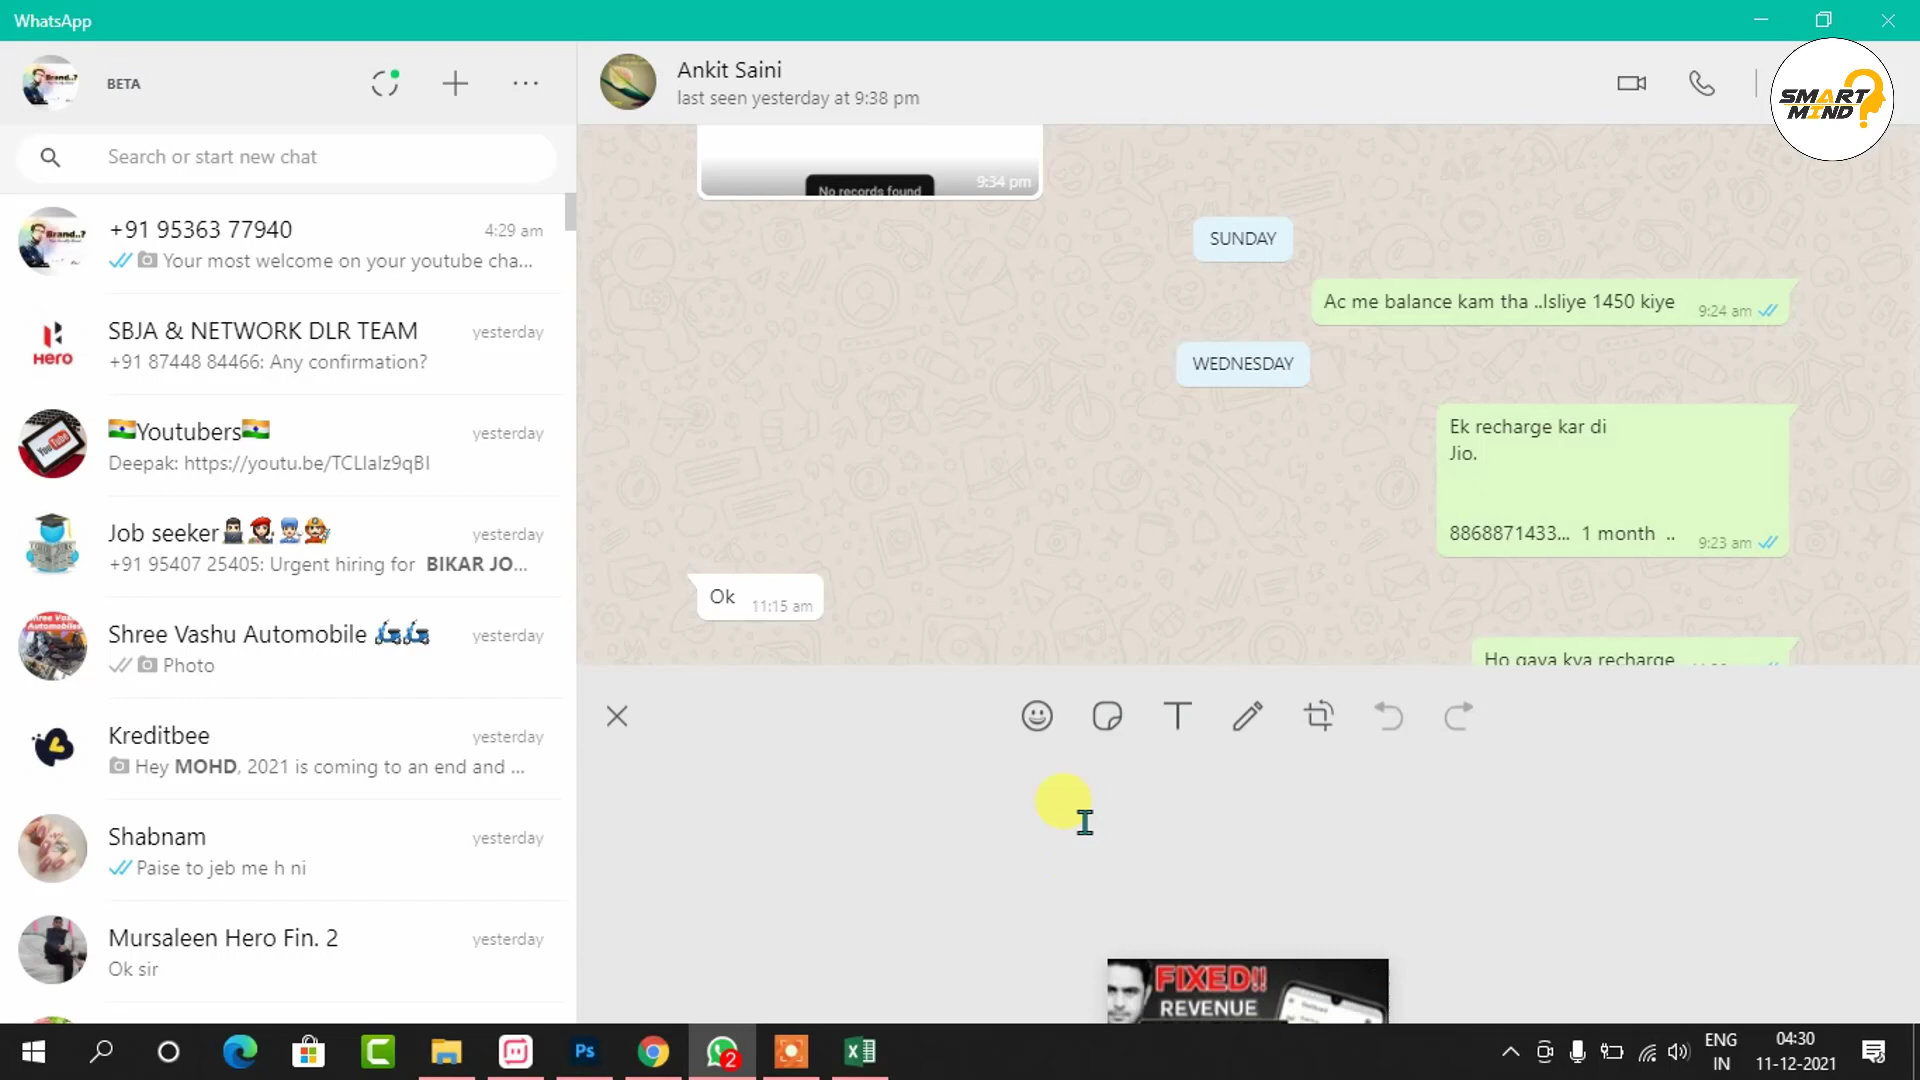 WhatsApp
BETA
Search or start new chat
+91 95363 77940
4:29 am
Your most welcome on your youtube cha...
SBJA & NETWORK DLR TEAM
yesterday
+91 87448 84466: Any confirmation?
Youtubers
yesterday
Deepak: https://youtu.be/TCLIalz9qBI
Job seeker
yesterday
+91 95407 25405: Urgent hiring for BIKAR JO...
Shree Vashu Automobile
yesterday
Photo
Kreditbee
yesterday
Hey MOHD, 2021 is coming to an end and ...
Shabnam
yesterday
Paise to jeb me h ni
Mursaleen Hero Fin. 2
yesterday
Ok sir
Ankit Saini
last seen yesterday at 9:38 pm
SMART
MIND
No records found
9:34 pm
SUNDAY
Ac me balance kam tha ..Isliye 1450 kiye
9:24 am
WEDNESDAY
Ek recharge kar di
Jio.
8868871433... 1 month ..
9:23 am
Ok
11:15 am
Ho gaya kya recharge
FIXED!!
REVENUE
HERO
Brand..?
YouTube
Ps
2
ENG
IN
04:30
11-12-2021